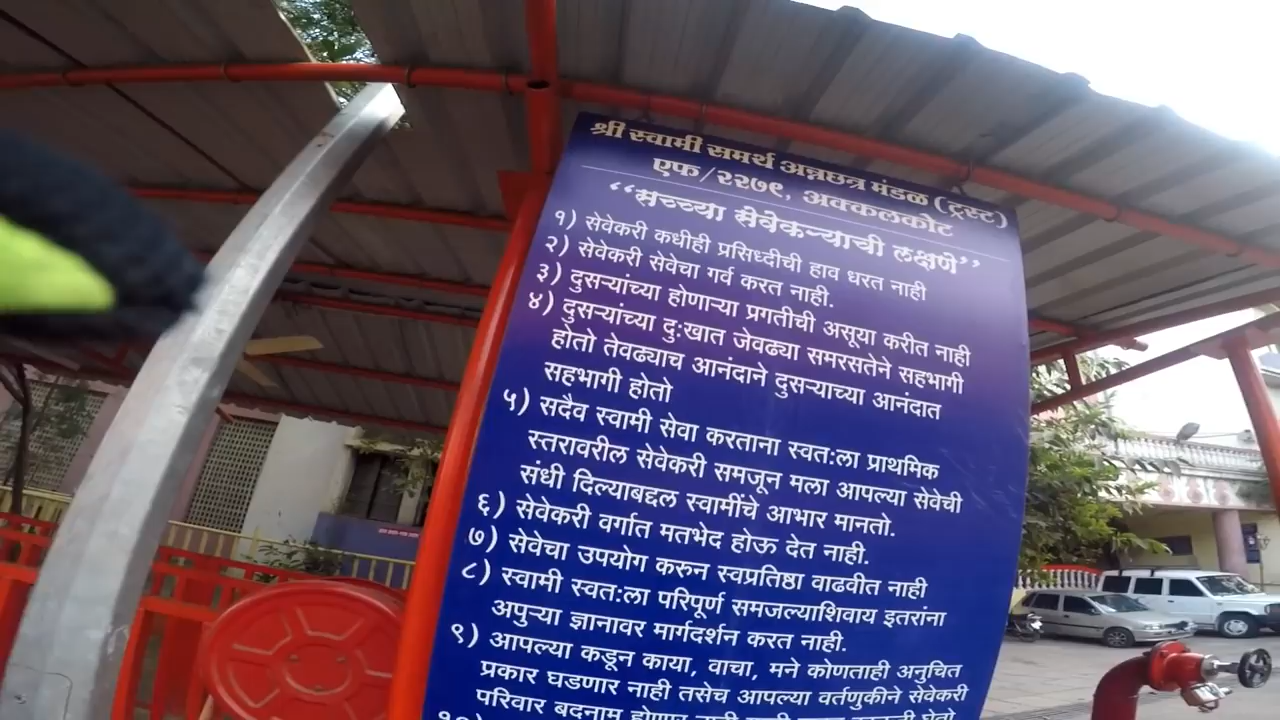 श्री स्वामी समर्थ अन्नछत्र मंडळ (ट्रस्ट)
एफ/२२७९, अक्कलकोट
“सच्च्या सेवेकऱ्याची लक्षणे”
१) सेवेकरी कधीही प्रसिध्दीची हाव धरत नाही
२) सेवेकरी सेवेचा गर्व करत नाही.
३) दुसऱ्यांच्या होणाऱ्या प्रगतीची असूया करीत नाही
४) दुसऱ्यांच्या दु:खात जेवढ्या समरसतेने सहभागी
होतो तेवढ्याच आनंदाने दुसऱ्याच्या आनंदात
सहभागी होतो
५) सदैव स्वामी सेवा करताना स्वत:ला प्राथमिक
स्तरावरील सेवेकरी समजून मला आपल्या सेवेची
संधी दिल्याबद्दल स्वामींचे आभार मानतो.
६) सेवेकरी वर्गात मतभेद होऊ देत नाही.
७) सेवेचा उपयोग करुन स्वप्रतिष्ठा वाढवीत नाही
८) स्वामी स्वत:ला परिपूर्ण समजल्याशिवाय इतरांना
अपुऱ्या ज्ञानावर मार्गदर्शन करत नाही.
९) आपल्या कडून काया, वाचा, मने कोणताही अनुचित
प्रकार घडणार नाही तसेच आपल्या वर्तणुकीने सेवेकरी
परिवार बदनाम होणार नाही